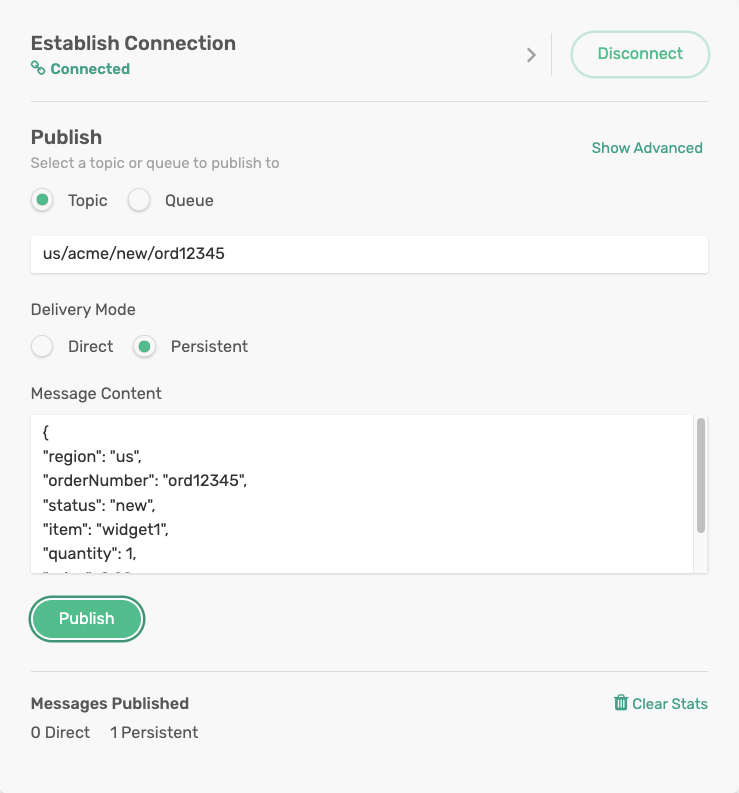 Establish Connection
Connected
Disconnect
Publish
Select a topic or queue to publish to
Show Advanced
Topic
Queue
us/acme/new/ord12345
Delivery Mode
Direct
Persistent
Message Content
{
"region": "us",
"orderNumber": "ord12345",
"status": "new",
"item": "widget1",
"quantity": 1,
Publish
Messages Published
Clear Stats
0 Direct
1 Persistent